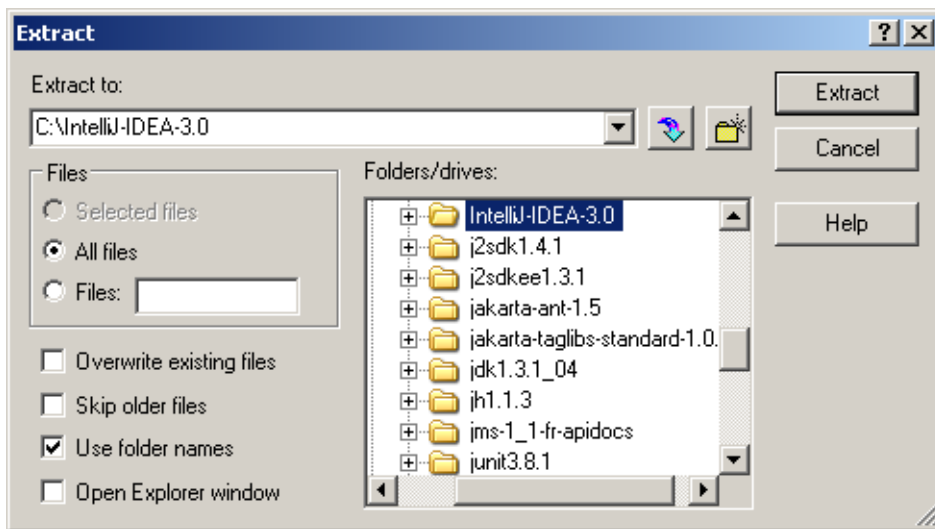 Extract
Extract to:
C:\IntelliJ-IDEA-3.0
Extract
Cancel
Help
Files
Selected files
All files
Files:
Overwrite existing files
Skip older files
Use folder names
Open Explorer window
Folders/drives:
IntelliJ-IDEA-3.0
j2sdk1.4.1
j2sdkee1.3.1
jakarta-ant-1.5
jakarta-taglibs-standard-1.0.
jdk1.3.1_04
jh1.1.3
jms-1_1-fr-apidocs
junit3.8.1